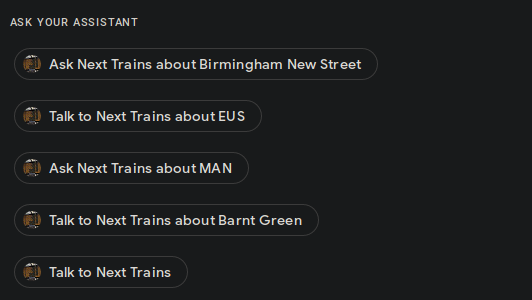 ASK YOUR ASSISTANT
Ask Next Trains about Birmingham New Street
Talk to Next Trains about EUS
Ask Next Trains about MAN
Talk to Next Trains about Barnt Green
Talk to Next Trains